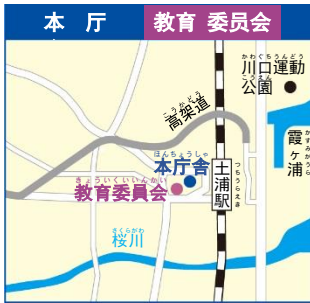 本 庁 教育 委員会
かわぐちうんどう
川口運動
こうえん
公園
こうかどう
高架道
かすみがうら
霞ヶ浦
ほんちょうしゃ
本庁舎
つちうらえき
土浦駅
きょういくいいんかい
教育委員会
さくらがわ
桜川